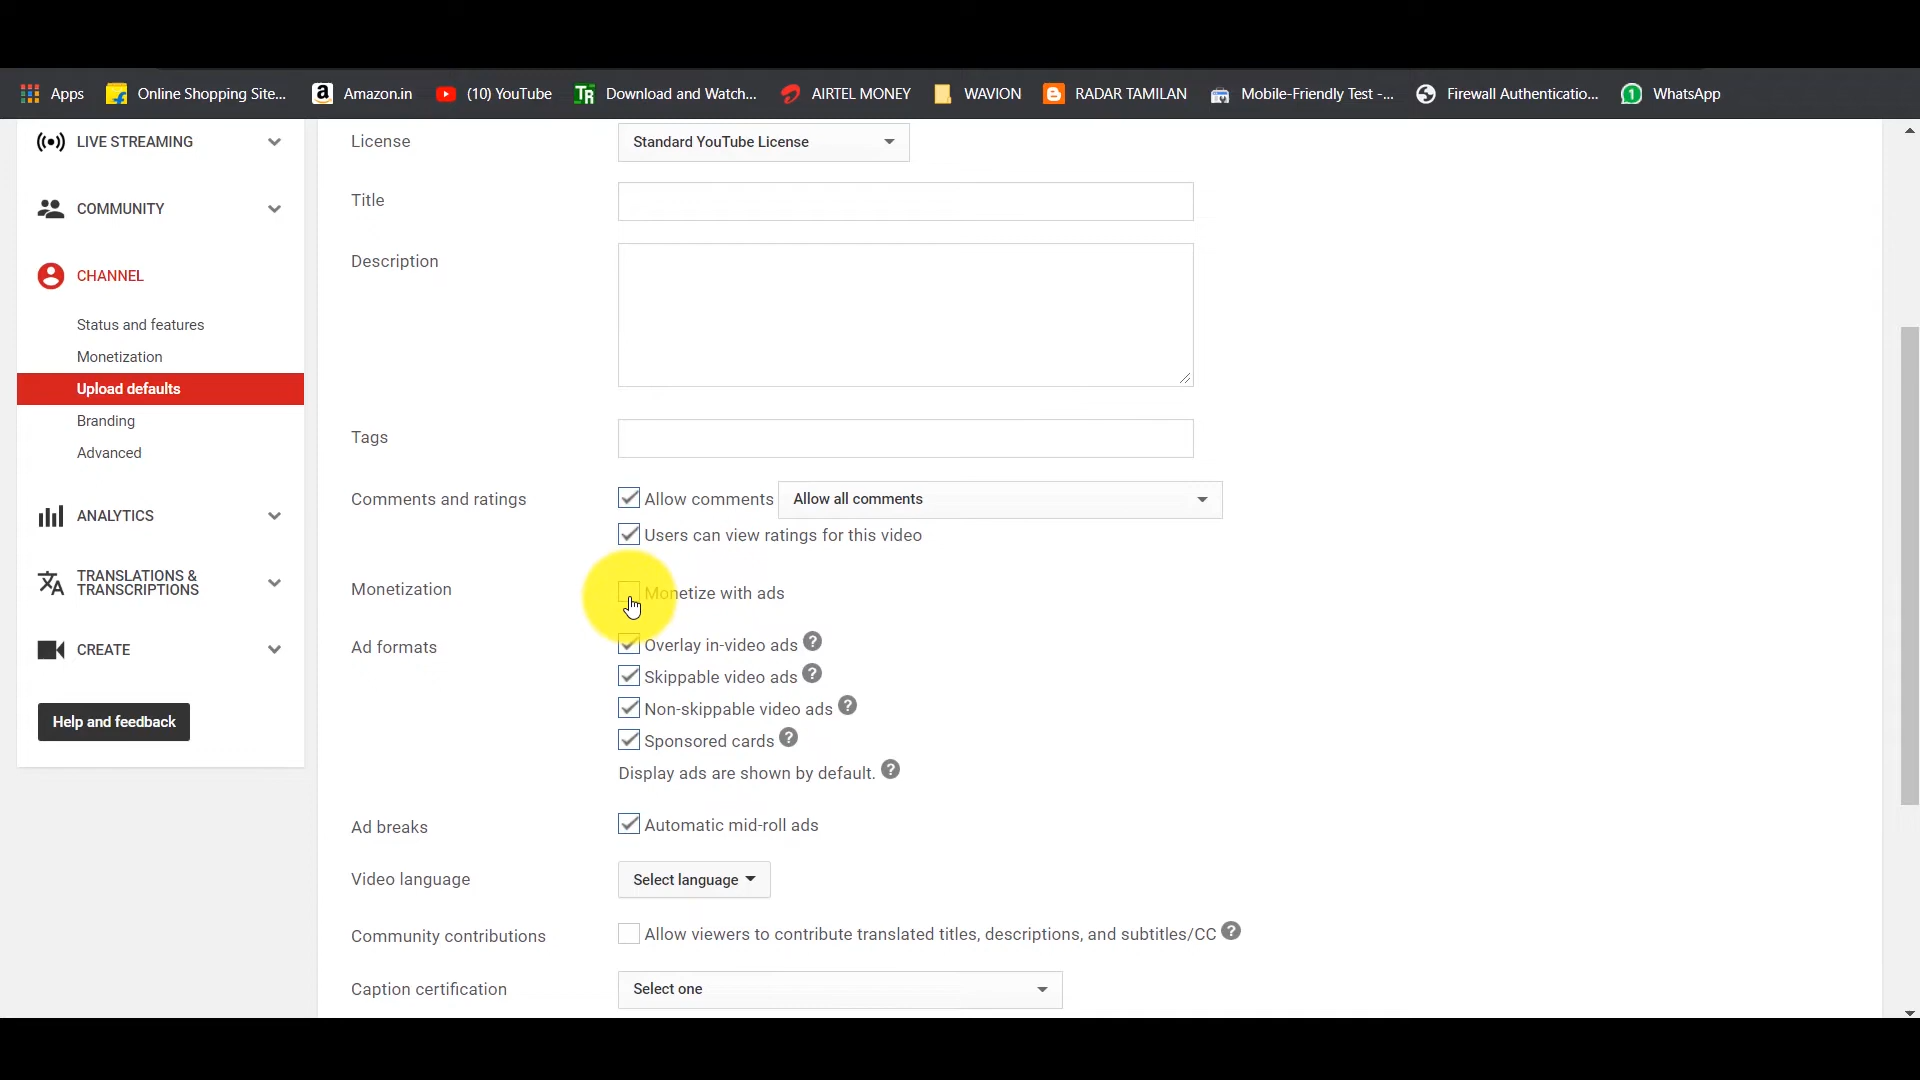 Apps Online Shopping Site... Amazon.in (10) YouTube Download and Watch... AIRTEL MONEY WAVION RADAR TAMILAN Mobile-Friendly Test -... Firewall Authenticatio... WhatsApp
LIVE STREAMING
COMMUNITY
CHANNEL
Status and features
Monetization
Upload defaults
Branding
Advanced
ANALYTICS
TRANSLATIONS &
TRANSCRIPTIONS
CREATE
Help and feedback
License Standard YouTube License
Title
Description
Tags
Comments and ratings Allow comments Allow all comments
Users can view ratings for this video
Monetization Monetize with ads
Ad formats Overlay in-video ads ?
Skippable video ads ?
Non-skippable video ads ?
Sponsored cards ?
Display ads are shown by default. ?
Ad breaks Automatic mid-roll ads
Video language Select language
Community contributions Allow viewers to contribute translated titles, descriptions, and subtitles/CC ?
Caption certification Select one